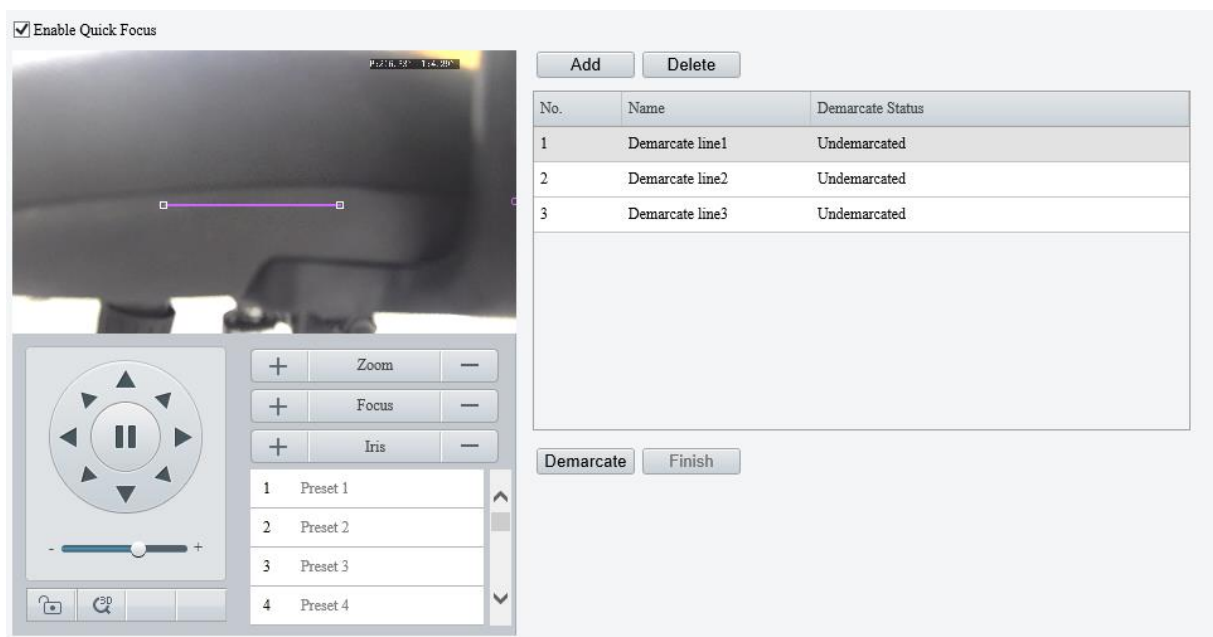 Enable Quick Focus
Add
Delete
No. Name Demarcate Status
1 Demarcate line1 Undemarcated
2 Demarcate line2 Undemarcated
3 Demarcate line3 Undemarcated
+ Zoom —
+ Focus —
+ Iris —
1 Preset 1
2 Preset 2
3 Preset 3
4 Preset 4
- +
3D
Demarcate
Finish